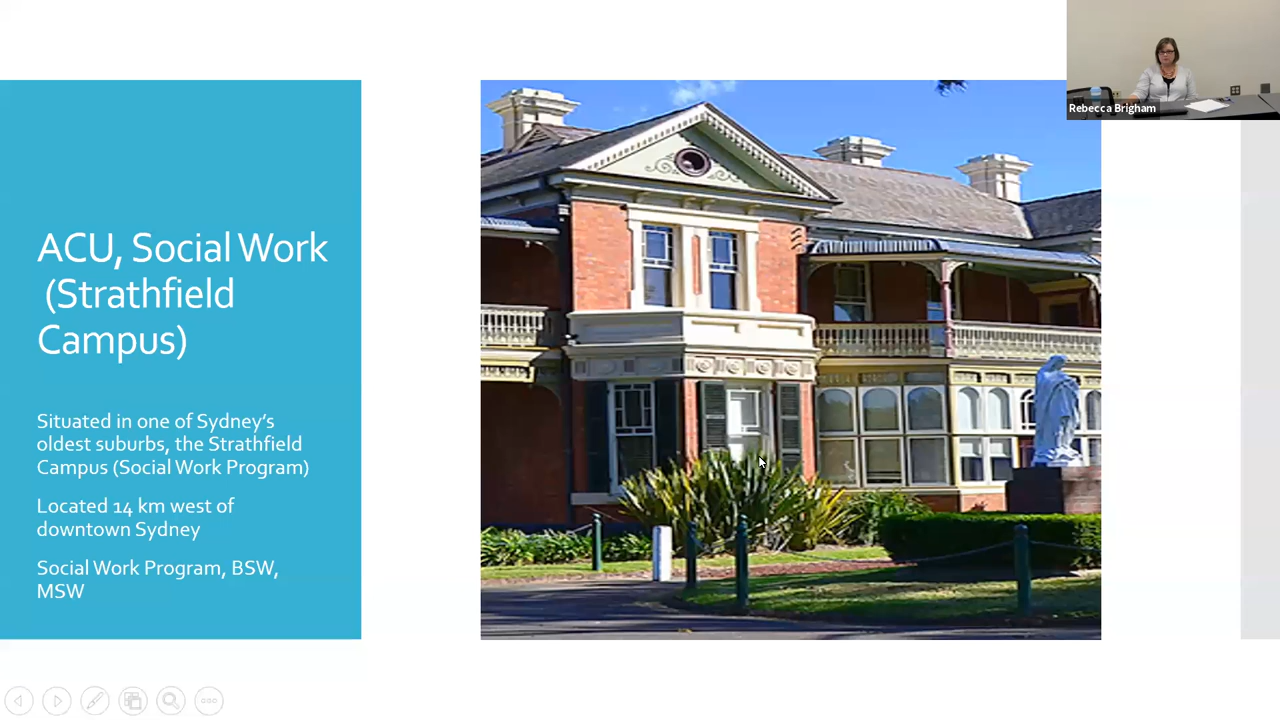 Rebecca Brigham
ACU, Social Work
(Strathfield
Campus)
Situated in one of Sydney's
oldest suburbs, the Strathfield
Campus (Social Work Program)
Located 14 km west of
downtown Sydney
Social Work Program, BSW,
MSW